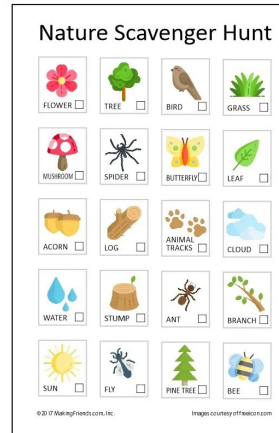 Nature Scavenger Hunt
FLOWER
TREE
BIRD
GRASS
MUSHROOM
SPIDER
BUTTERFLY
LEAF
ACORN
LOG
ANIMAL
TRACKS
CLOUD
WATER
STUMP
ANT
BRANCH
SUN
FLY
PINE TREE
BEE
©2017 MakingFriends.com, Inc.
Images courtesy of freeicon.com